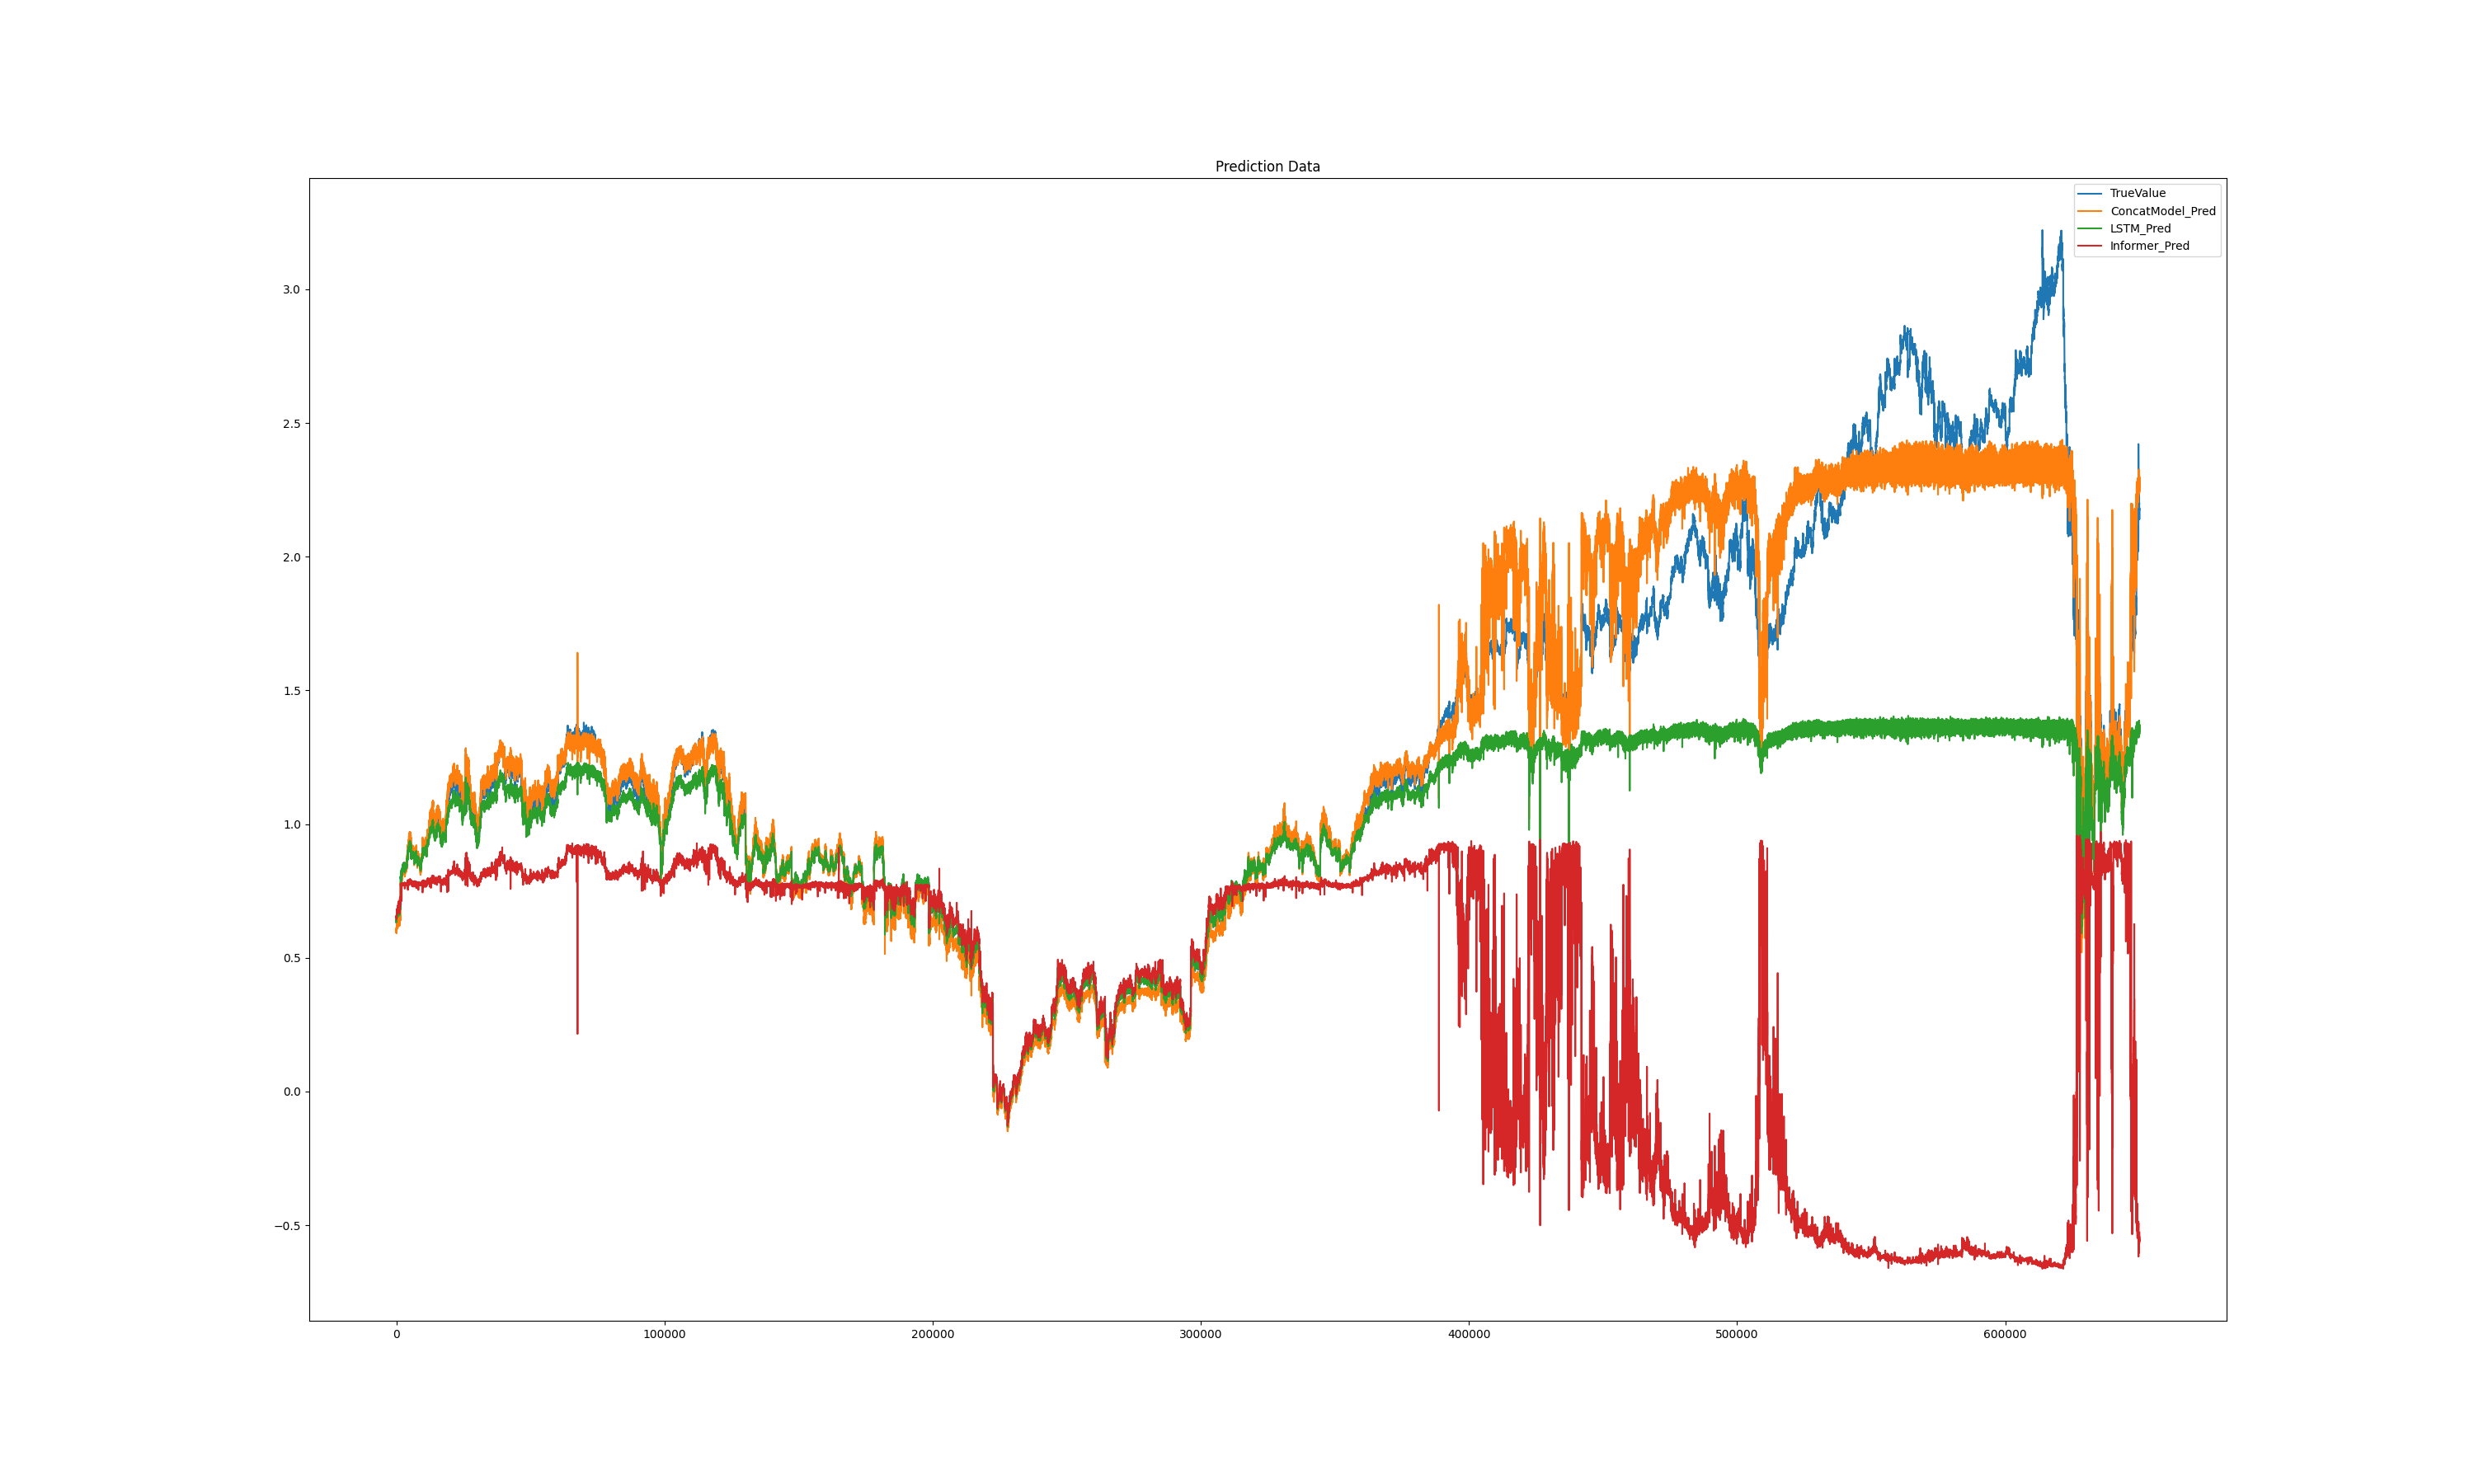 Prediction Data
TrueValue
ConcatModel_Pred
LSTM_Pred
Informer_Pred
3.0
2.5
2.0
1.5
1.0
0.5
0.0
−0.5
0 100000 200000 300000 400000 500000 600000